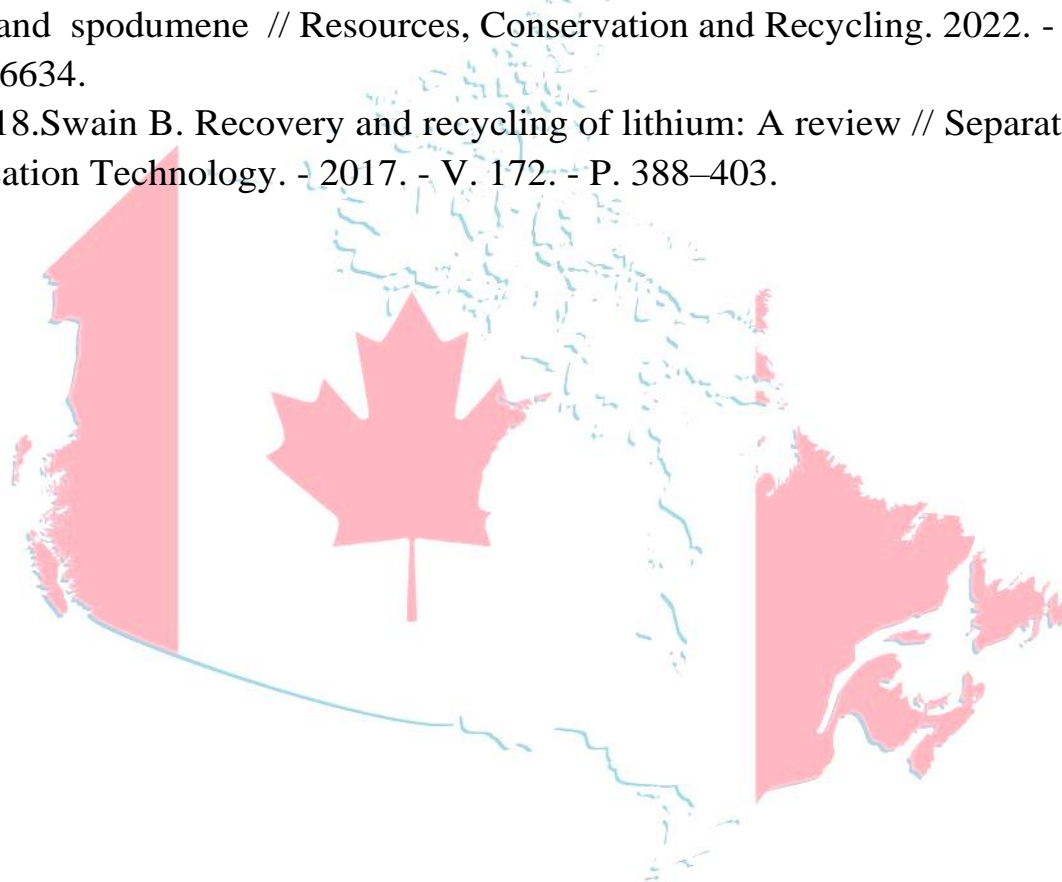 and spodumene // Resources, Conservation and Recycling. 2022. -
6634.
18.Swain B. Recovery and recycling of lithium: A review // Separat
ation Technology. - 2017. - V. 172. - P. 388–403.